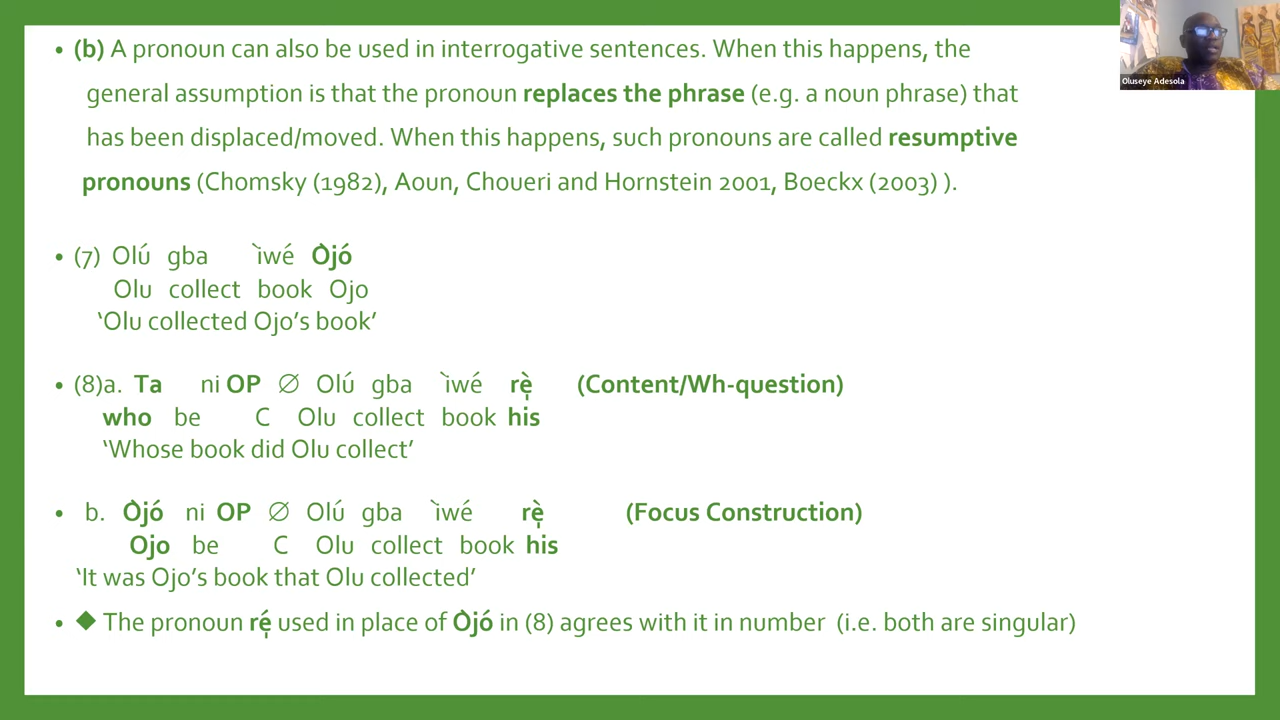 • (b) A pronoun can also be used in interrogative sentences. When this happens, the
general assumption is that the pronoun replaces the phrase (e.g. a noun phrase) that
has been displaced/moved. When this happens, such pronouns are called resumptive
pronouns (Chomsky (1982), Aoun, Choueri and Hornstein 2001, Boeckx (2003) ).
• (7) Olú gba ̀iwé Òjó
Olu collect book Ojo
‘Olu collected Ojo’s book’
• (8)a. Ta ni OP ∅ Olú gba ̀iwé rẹ̀ (Content/Wh-question)
who be C Olu collect book his
‘Whose book did Olu collect’
• b. Òjó ni OP ∅ Olú gba ̀iwé rẹ̀ (Focus Construction)
Ojo be C Olu collect book his
‘It was Ojo’s book that Olu collected’
• ◆ The pronoun rẹ́ used in place of Òjó in (8) agrees with it in number (i.e. both are singular)
Oluseye Adesola